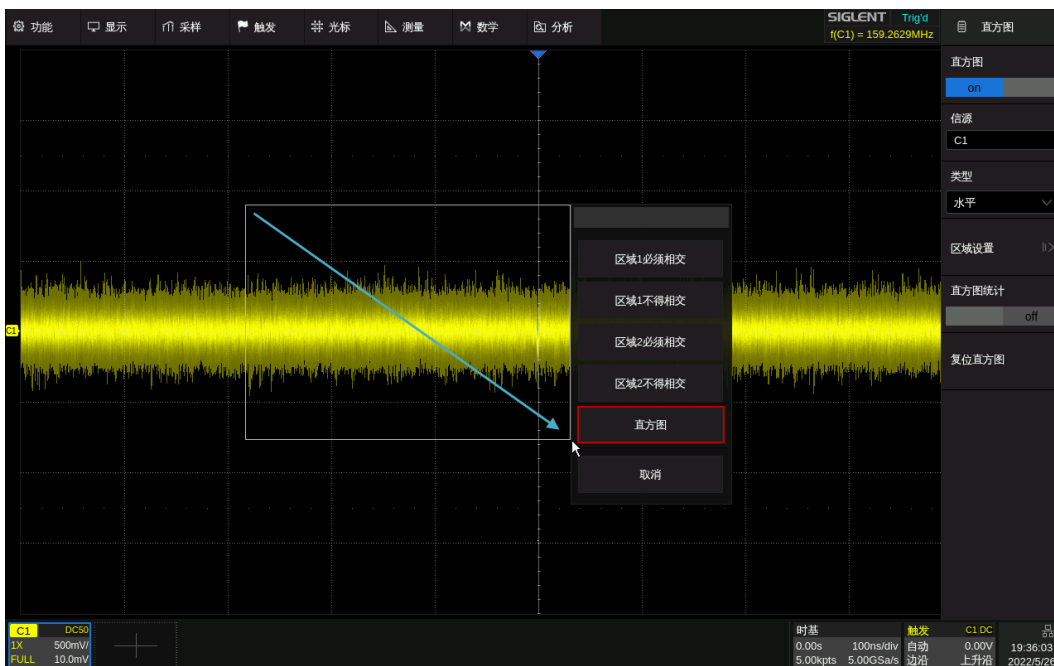 功能 显示 采样 触发 光标 测量 数学 分析
SIGLENT Trig'd
f(C1) = 159.2629MHz
直方图
直方图
on
信源
C1
类型
水平
区域设置
直方图统计
off
复位直方图
区域1必须相交
区域1不得相交
区域2必须相交
区域2不得相交
直方图
取消
C1
C1 DC50
1X 500mV/
FULL 10.0mV
时基
0.00s 100ns/div
5.00kpts 5.00GSa/s
触发 C1 DC
自动 0.00V
边沿 上升沿
19:36:03
2022/5/26